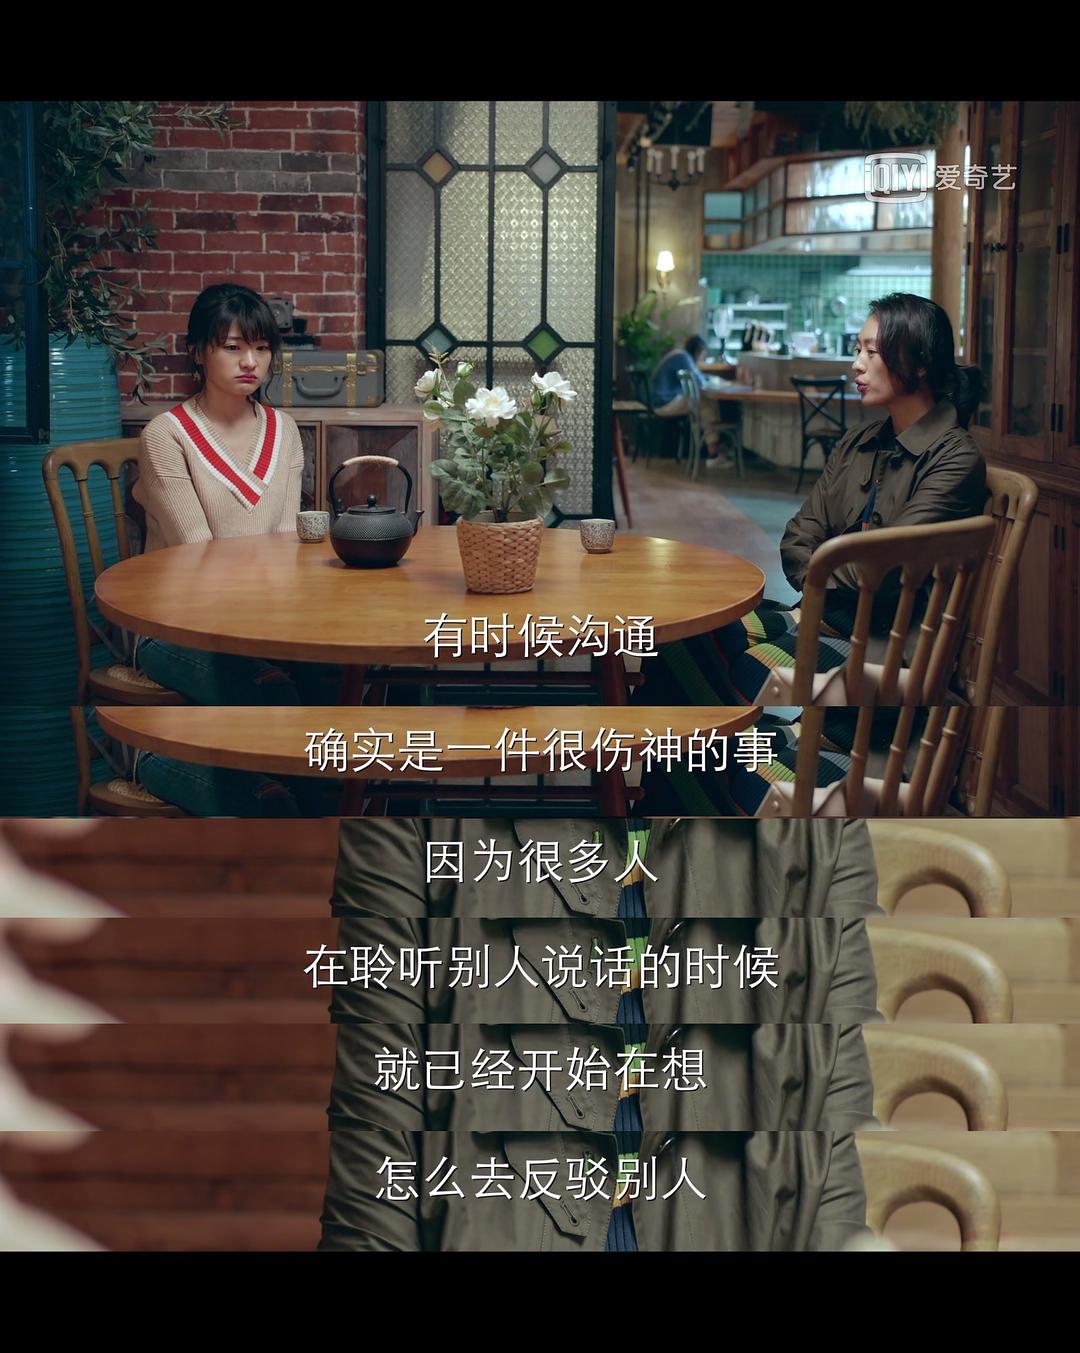 iQIYI 爱奇艺
有时候沟通
确实是一件很伤神的事
因为很多人
在聆听别人说话的时候
就已经开始在想
怎么去反驳别人